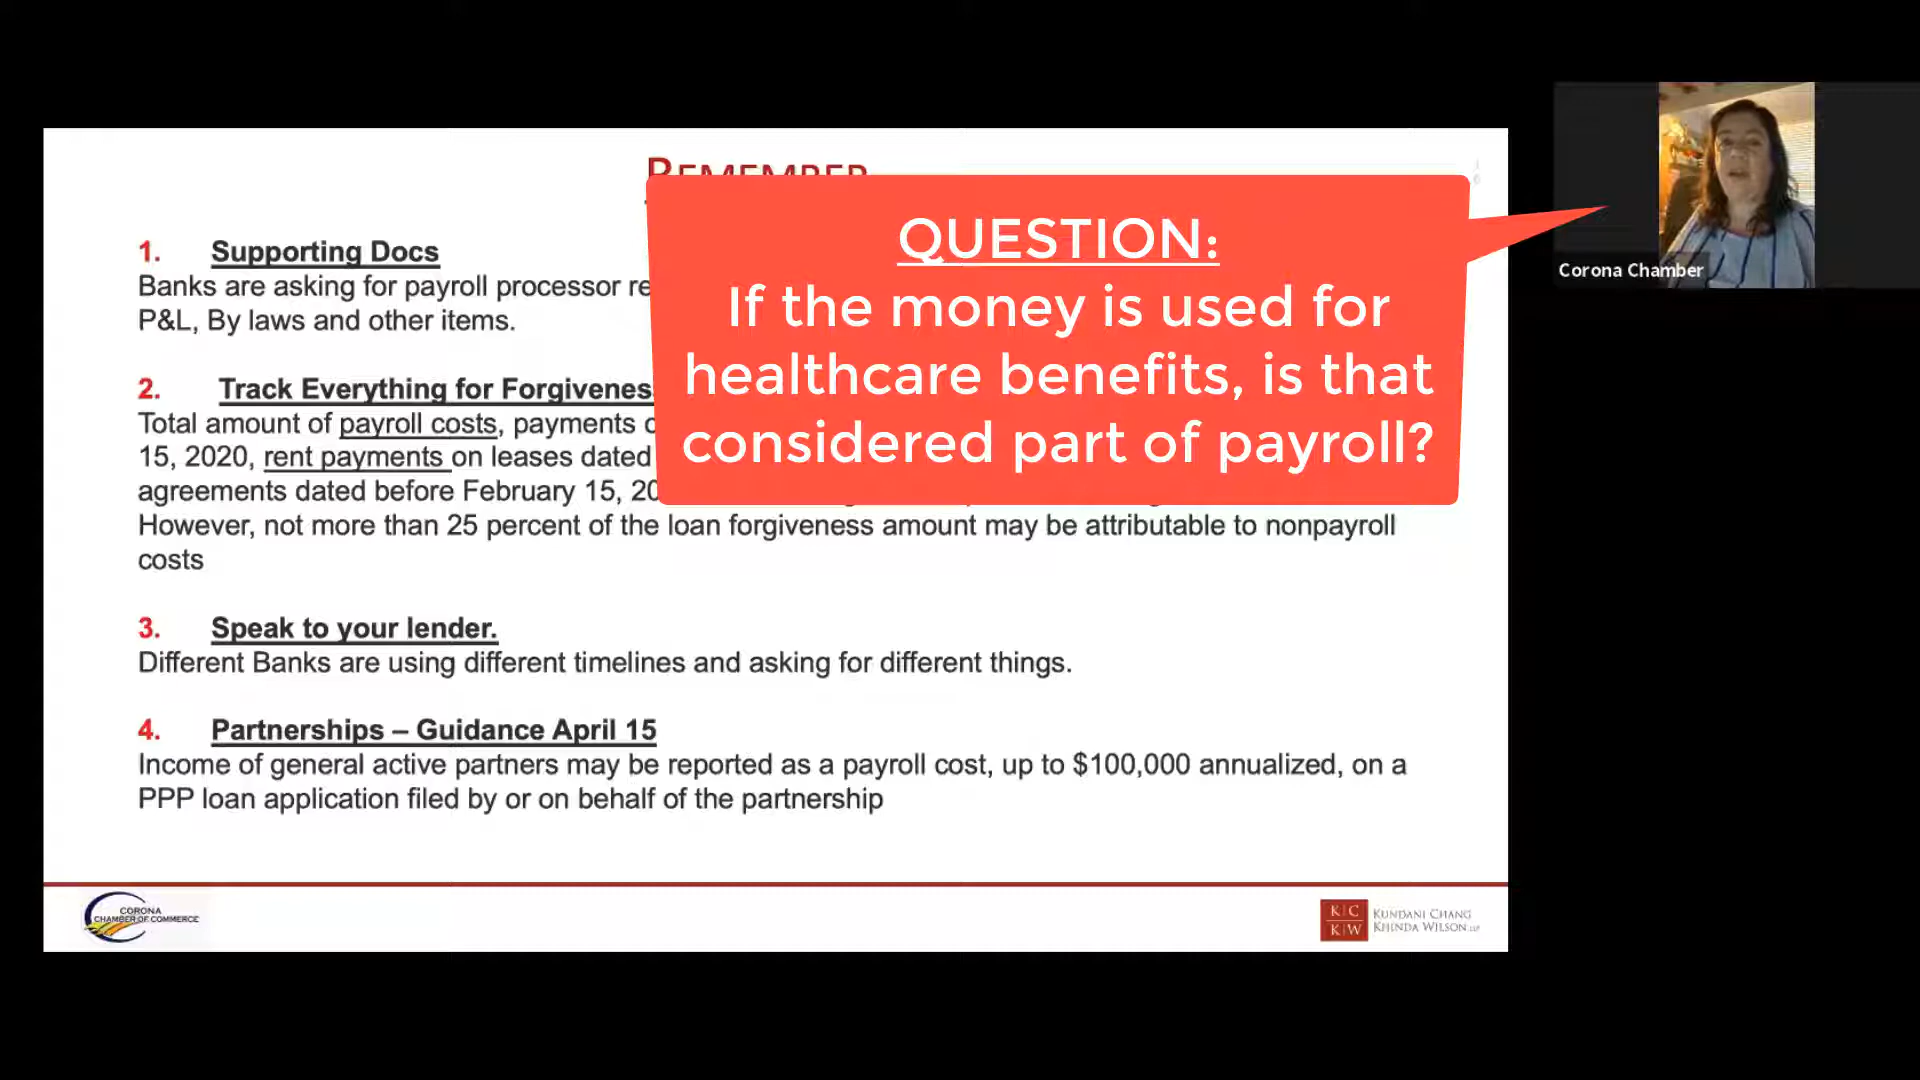 REMEMBER
1. Supporting Docs
Banks are asking for payroll processor re
P&L, By laws and other items.
2. Track Everything for Forgivenes
Total amount of payroll costs, payments
15, 2020, rent payments on leases dated
agreements dated before February 15, 20
However, not more than 25 percent of the loan forgiveness amount may be attributable to nonpayroll
costs
3. Speak to your lender.
Different Banks are using different timelines and asking for different things.
4. Partnerships – Guidance April 15
Income of general active partners may be reported as a payroll cost, up to $100,000 annualized, on a
PPP loan application filed by or on behalf of the partnership
QUESTION:
If the money is used for
healthcare benefits, is that
considered part of payroll?
Corona Chamber
CORONA
CHAMBER OF COMMERCE
K C
K W
KUNDANI CHANG
KHINDA WILSON LLP